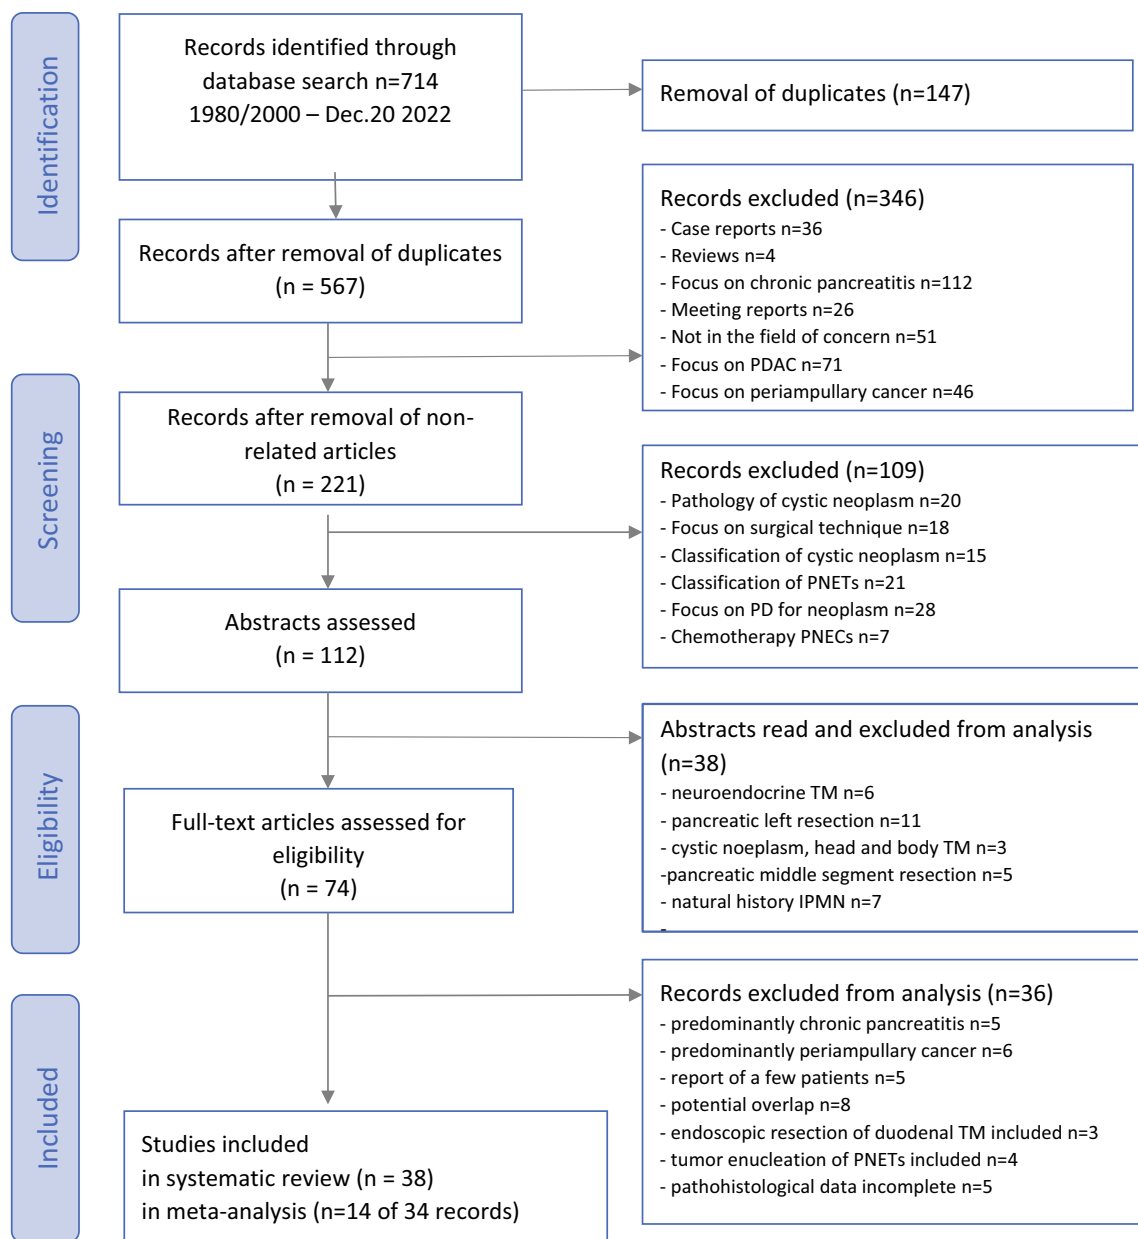 Identification
Records identified through
database search n=714
1980/2000 – Dec.20 2022
Removal of duplicates (n=147)
Records after removal of duplicates
(n = 567)
Records excluded (n=346)
- Case reports n=36
- Reviews n=4
- Focus on chronic pancreatitis n=112
- Meeting reports n=26
- Not in the field of concern n=51
- Focus on PDAC n=71
- Focus on periampullary cancer n=46
Screening
Records after removal of non-
related articles
(n = 221)
Records excluded (n=109)
- Pathology of cystic neoplasm n=20
- Focus on surgical technique n=18
- Classification of cystic neoplasm n=15
- Classification of PNETs n=21
- Focus on PD for neoplasm n=28
- Chemotherapy PNECs n=7
Abstracts assessed
(n = 112)
Eligibility
Abstracts read and excluded from analysis
(n=38)
- neuroendocrine TM n=6
- pancreatic left resection n=11
- cystic noeplasm, head and body TM n=3
-pancreatic middle segment resection n=5
- natural history IPMN n=7
-
Full-text articles assessed for
eligibility
(n = 74)
Records excluded from analysis (n=36)
- predominantly chronic pancreatitis n=5
- predominantly periampullary cancer n=6
- report of a few patients n=5
- potential overlap n=8
- endoscopic resection of duodenal TM included n=3
- tumor enucleation of PNETs included n=4
- pathohistological data incomplete n=5
Included
Studies included
in systematic review (n = 38)
in meta-analysis (n=14 of 34 records)